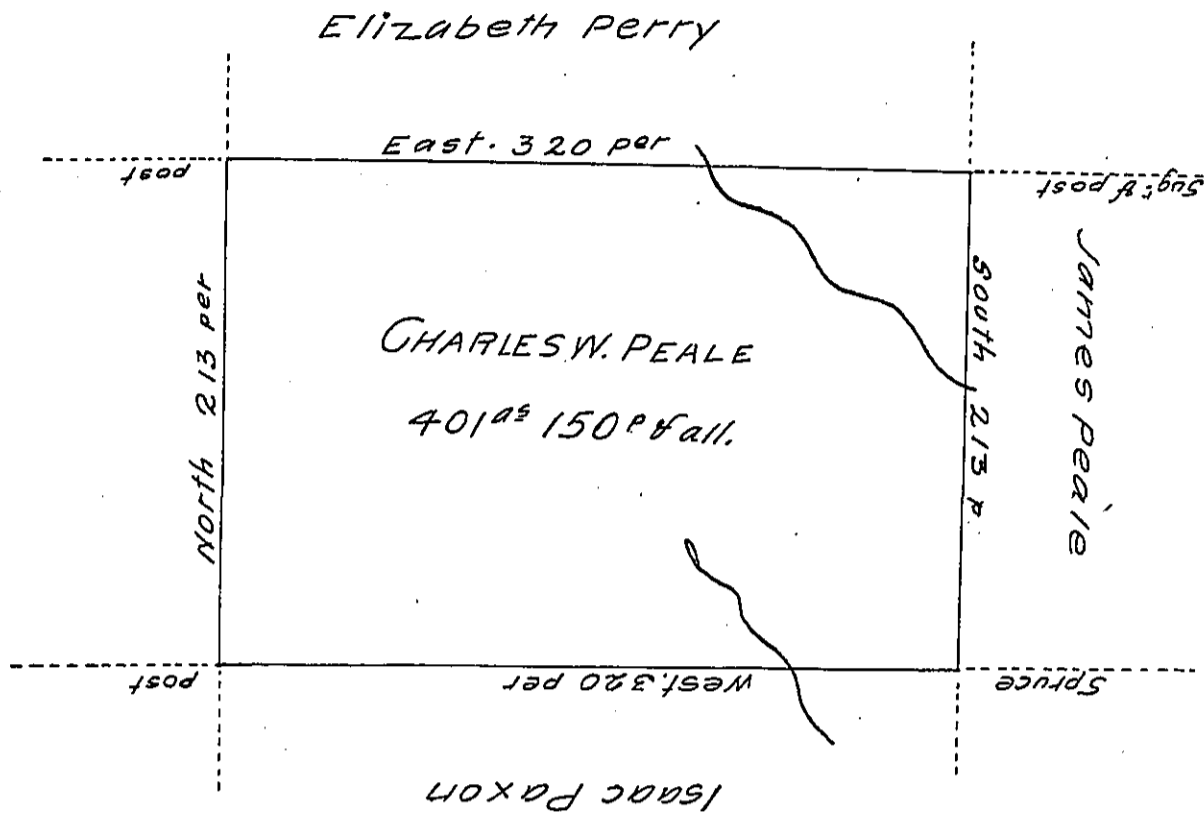 Elizabeth Perry
East. 320 per
post
Sugr. & post
North 213 per
CHARLES W. PEALE
401as 150p & all.
South 213 p
James Peale
post
West. 320 per
Spruce
Isaac Paxon